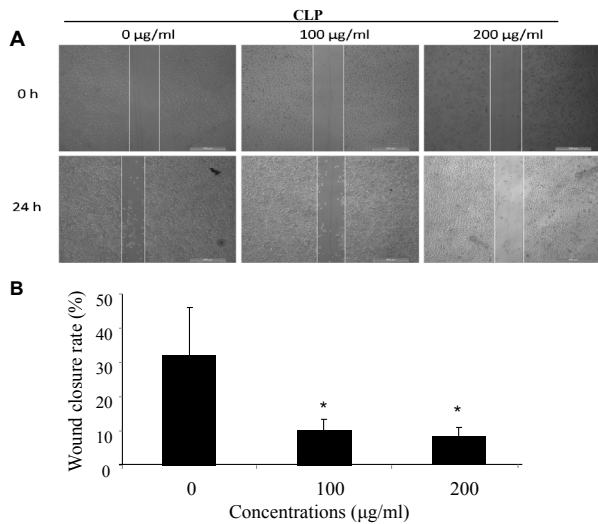 CLP
0 µg/ml 100 µg/ml 200 µg/ml
A
0 h
24 h
B
Wound closure rate (%)
50
40
30
20
10
0
*
*
0 100 200
Concentrations (µg/ml)